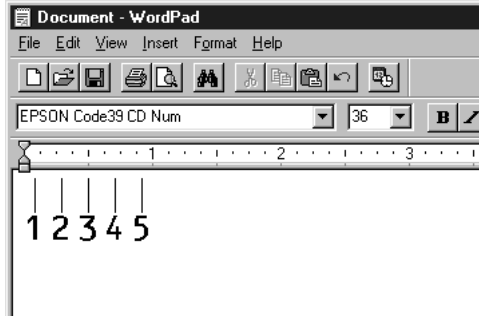 Document - WordPad
File Edit View Insert Format Help
EPSON Code39 CD Num 36 B I
1 2 3
1 2 3 4 5